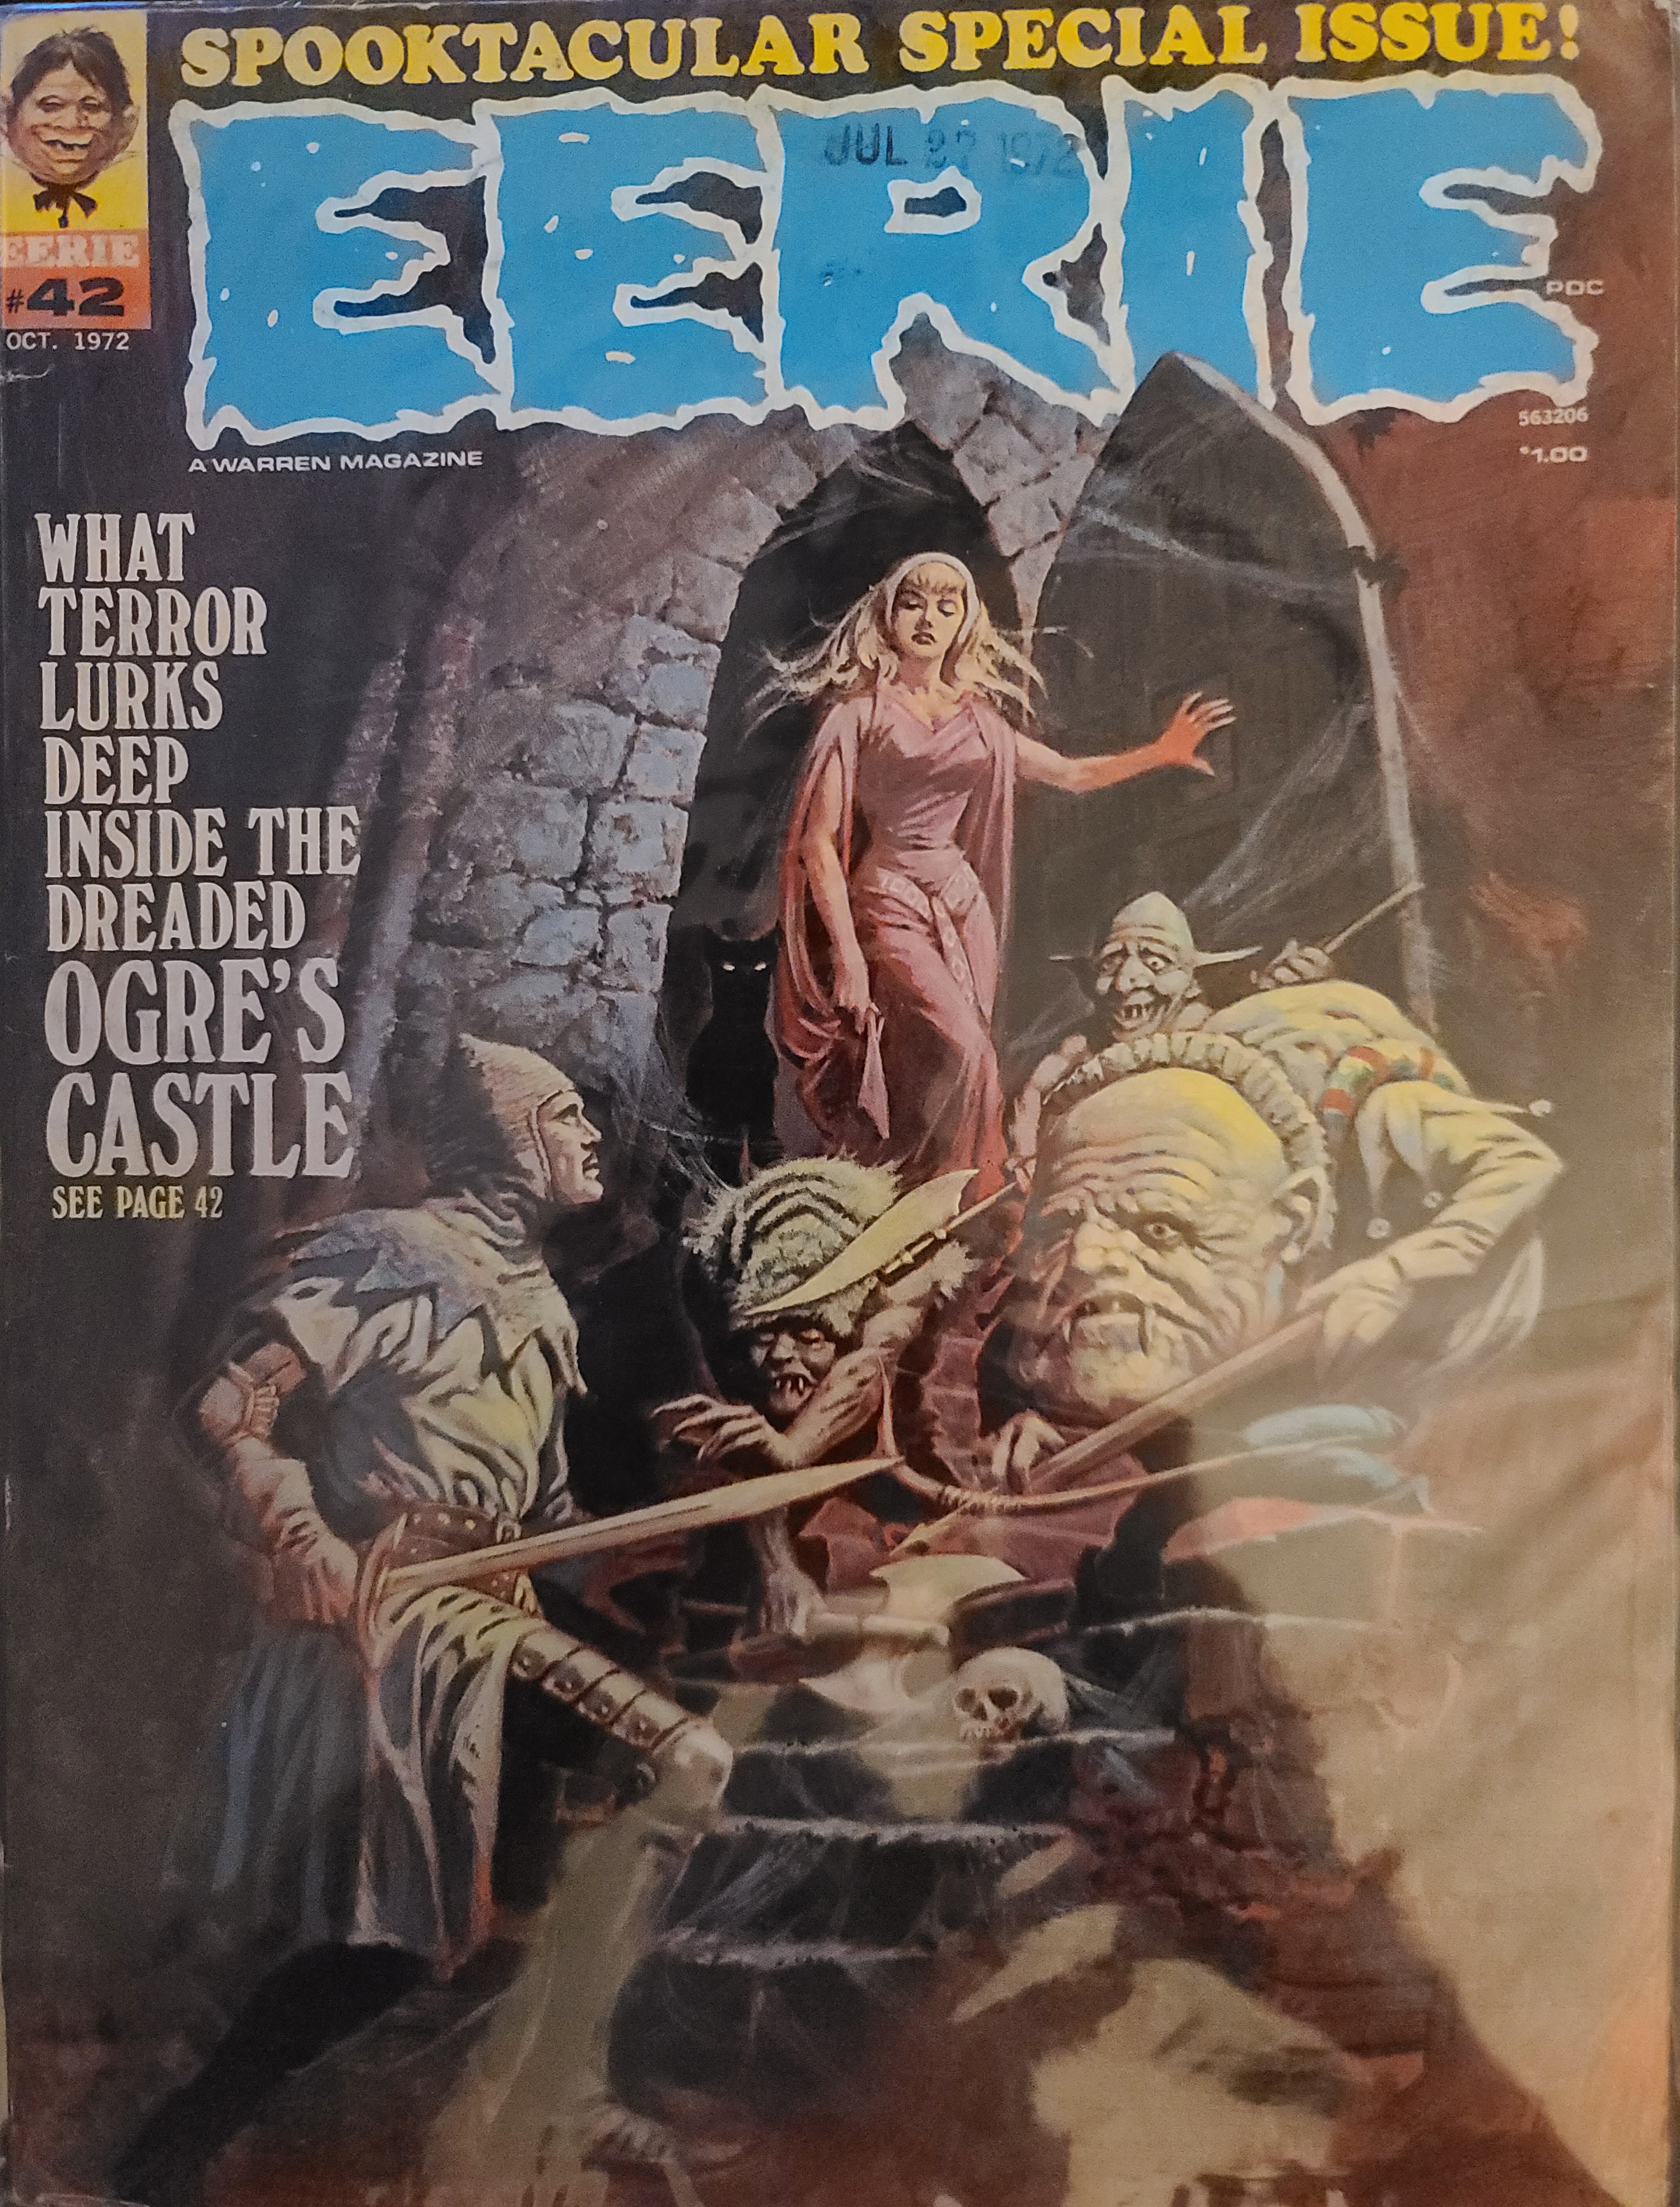 SPOOKTACULAR SPECIAL ISSUE!
EERIE
JUL 27 1972
EERIE
#42
OCT. 1972
PDC
563206
$1.00
A WARREN MAGAZINE
WHAT
TERROR
LURKS
DEEP
INSIDE THE
DREADED
OGRE'S
CASTLE
SEE PAGE 42